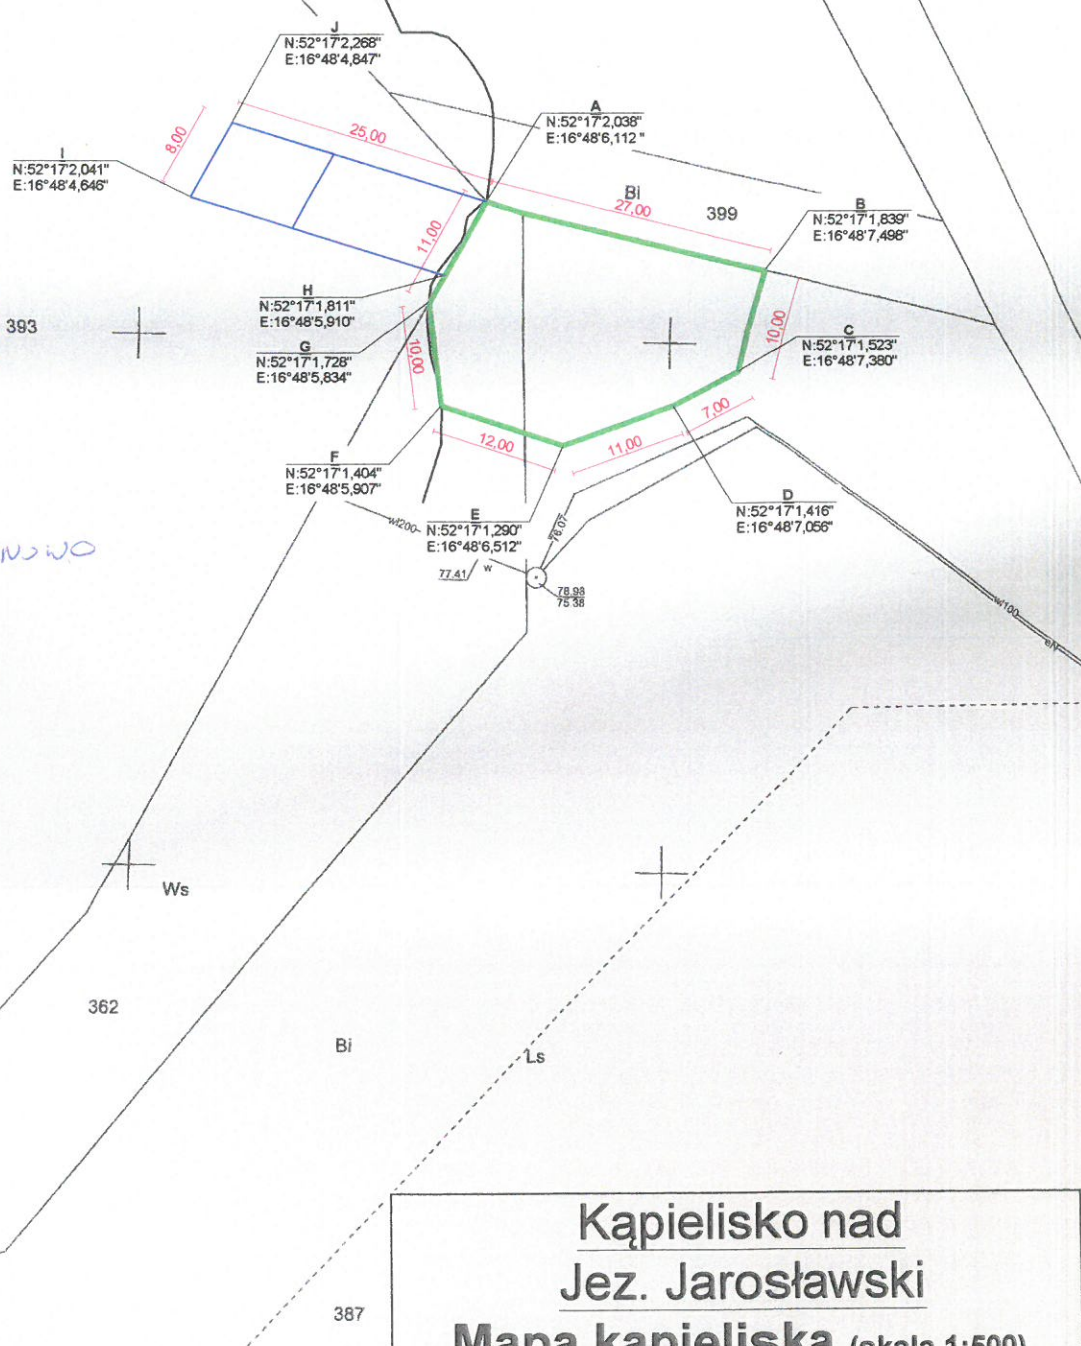 J
N:52°17'2,268"
E:16°48'4,847"
A
N:52°17'2,038"
E:16°48'6,112"
8,00
25,00
I
N:52°17'2,041"
E:16°48'4,646"
Bi
27,00
399
B
N:52°17'1,839"
E:16°48'7,498"
11,00
H
N:52°17'1,811"
E:16°48'5,910"
393
G
N:52°17'1,728"
E:16°48'5,834"
10,00
10,00
C
N:52°17'1,523"
E:16°48'7,380"
7,00
12,00
11,00
F
N:52°17'1,404"
E:16°48'5,907"
D
N:52°17'1,416"
E:16°48'7,056"
E
N:52°17'1,290"
E:16°48'6,512"
wl200
76.07
77.41
w
78.98
75.38
wl100
eN
Ws
362
Bi
Ls
387
Kąpielisko nad
Jez. Jarosławski
Mapa kąpieliska (skala 1:500)